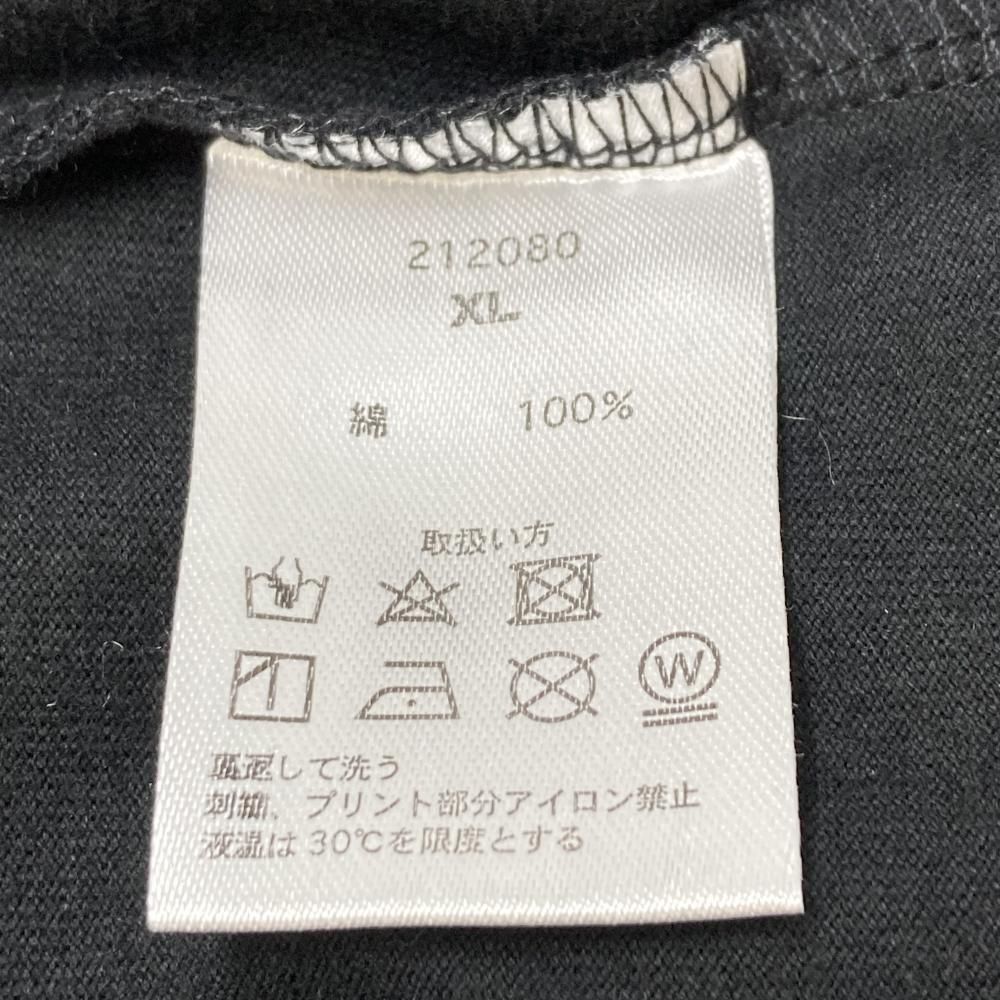 212080
XL
綿 100%
取扱い方
W
裏返して洗う
刺繍、プリント部分アイロン禁止
液温は30℃を限度とする